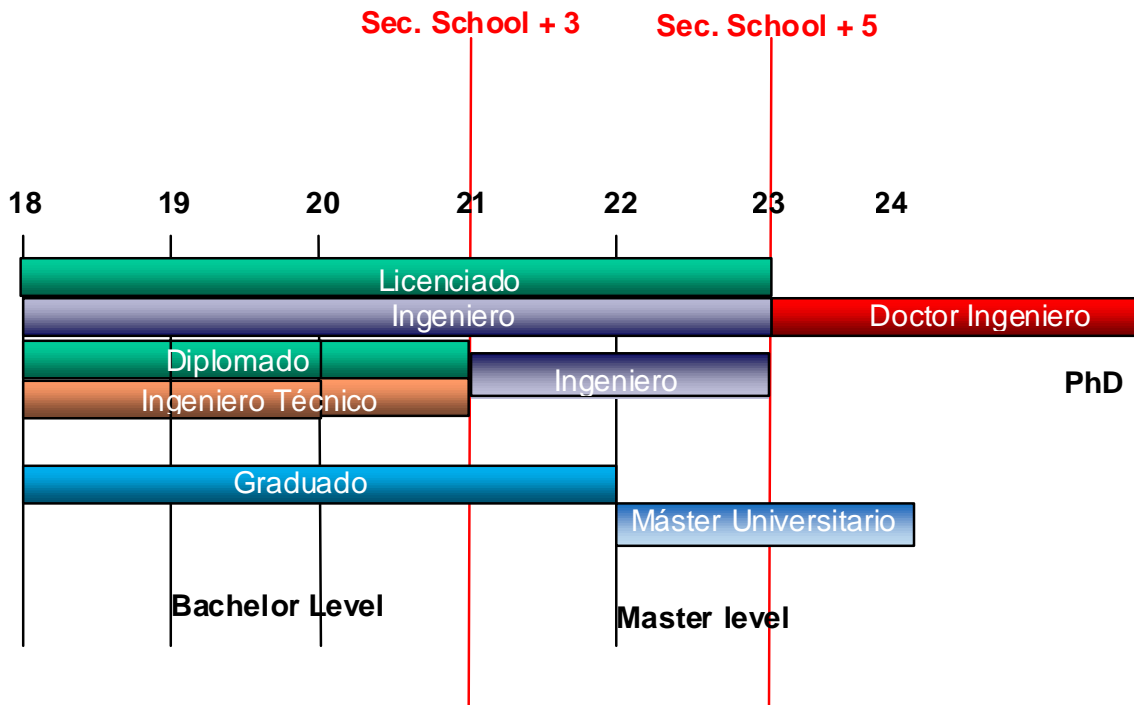 Sec. School + 3 Sec. School + 5
18 19 20 21 22 23 24
Licenciado
Ingeniero Doctor Ingeniero
Diplomado
Ingeniero PhD
Ingeniero Técnico
Graduado
Máster Universitario
Bachelor Level Master level